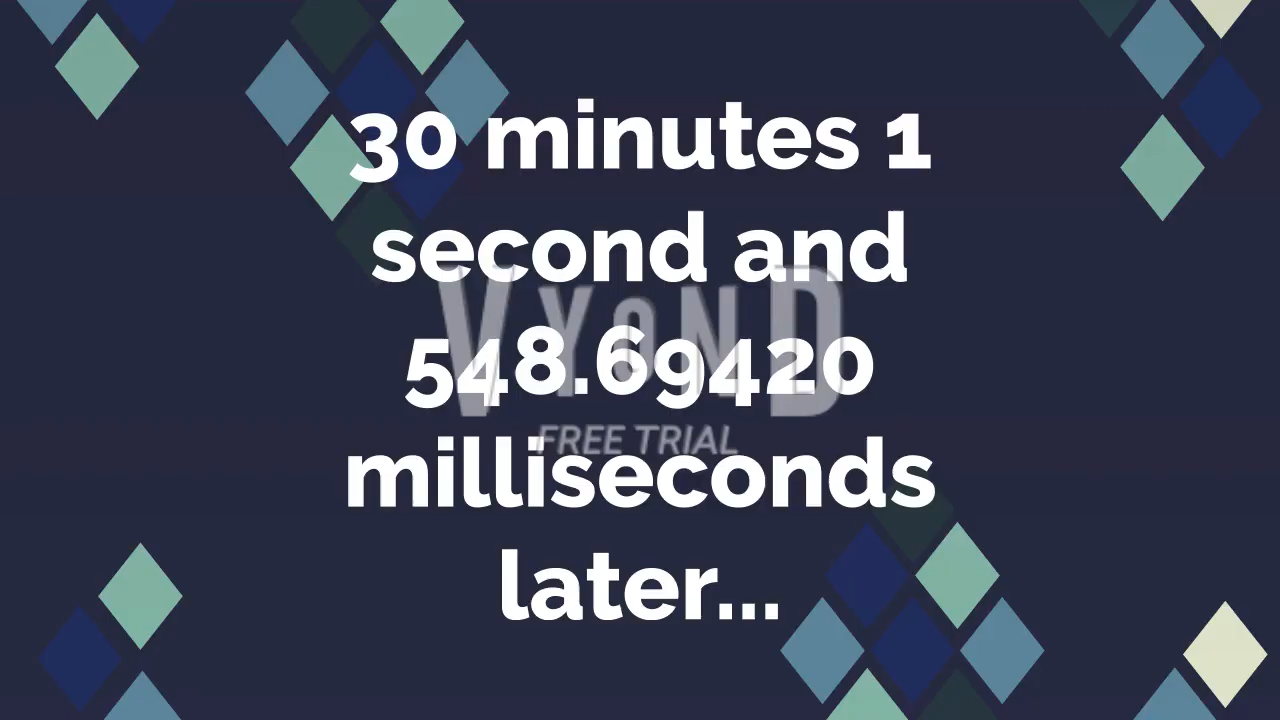 30 minutes 1
second and
548.69420
milliseconds
later...
VYOND
FREE TRIAL